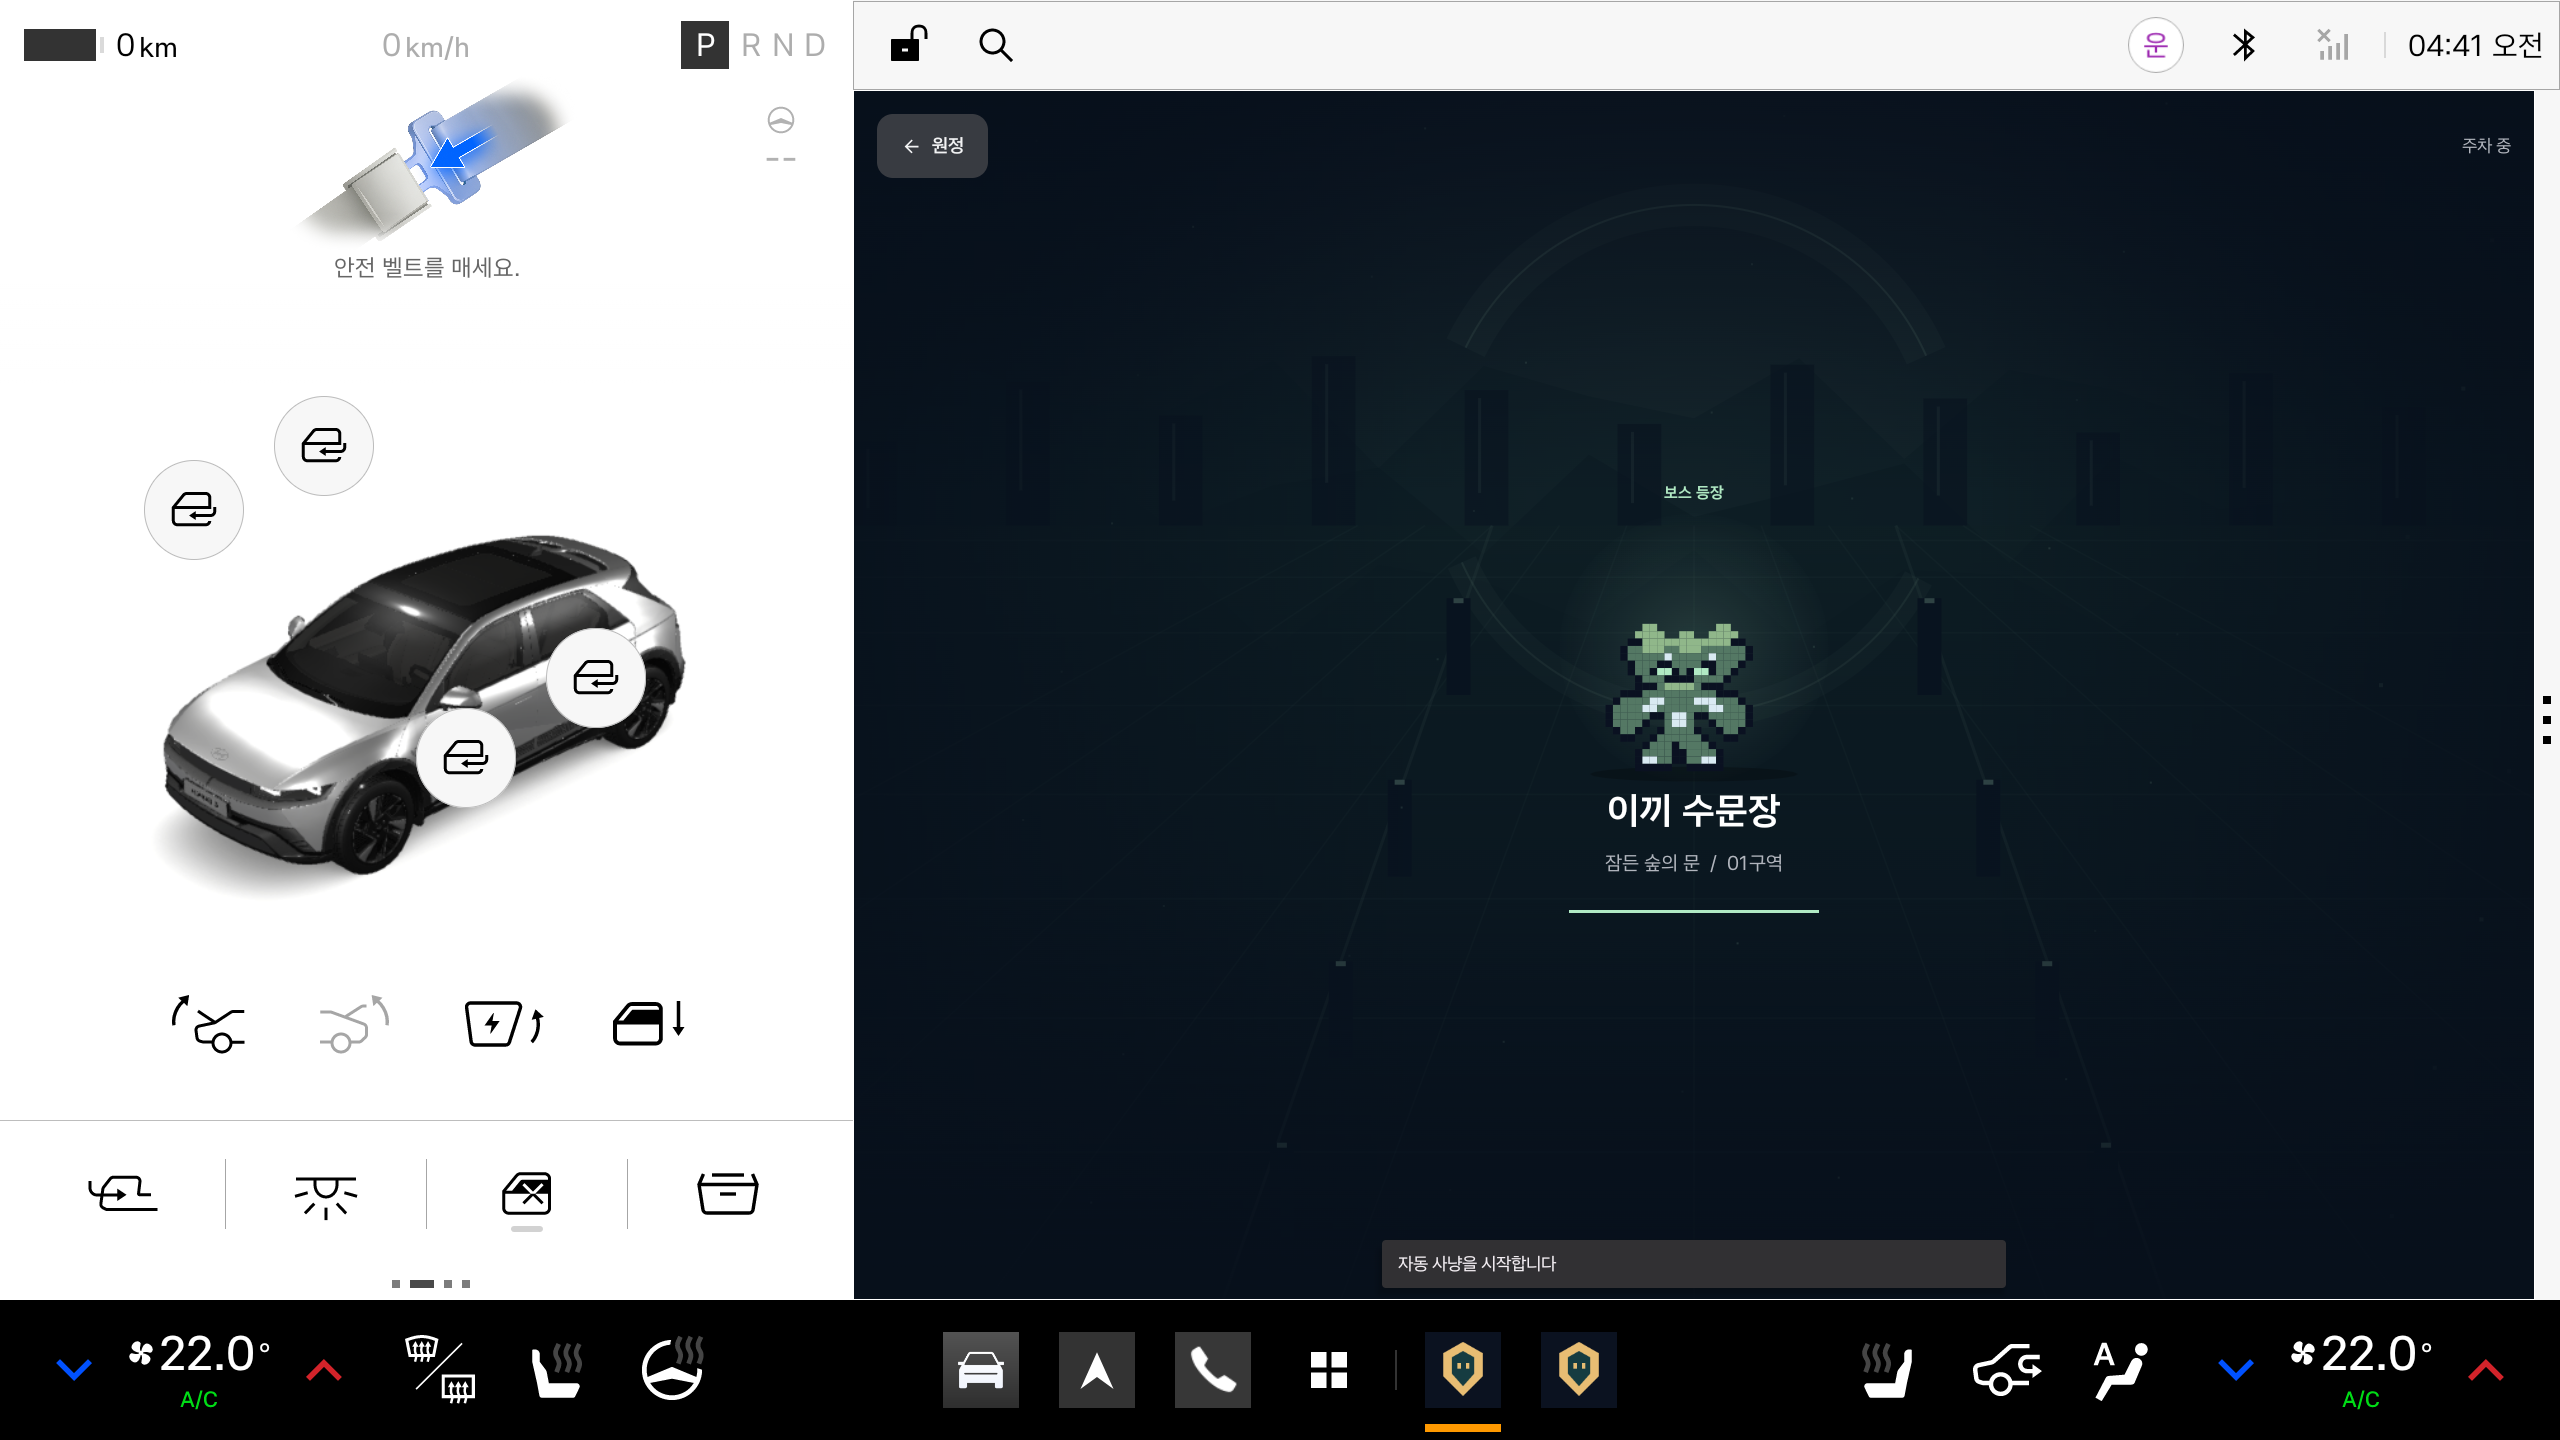 0 km
0 km/h
P R N D
운
04:41 오전
안전 벨트를 매세요.
← 원정
주차 중
보스 등장
이끼 수문장
잠든 숲의 문 / 01구역
자동 사냥을 시작합니다
22.0°
A/C
A
22.0°
A/C